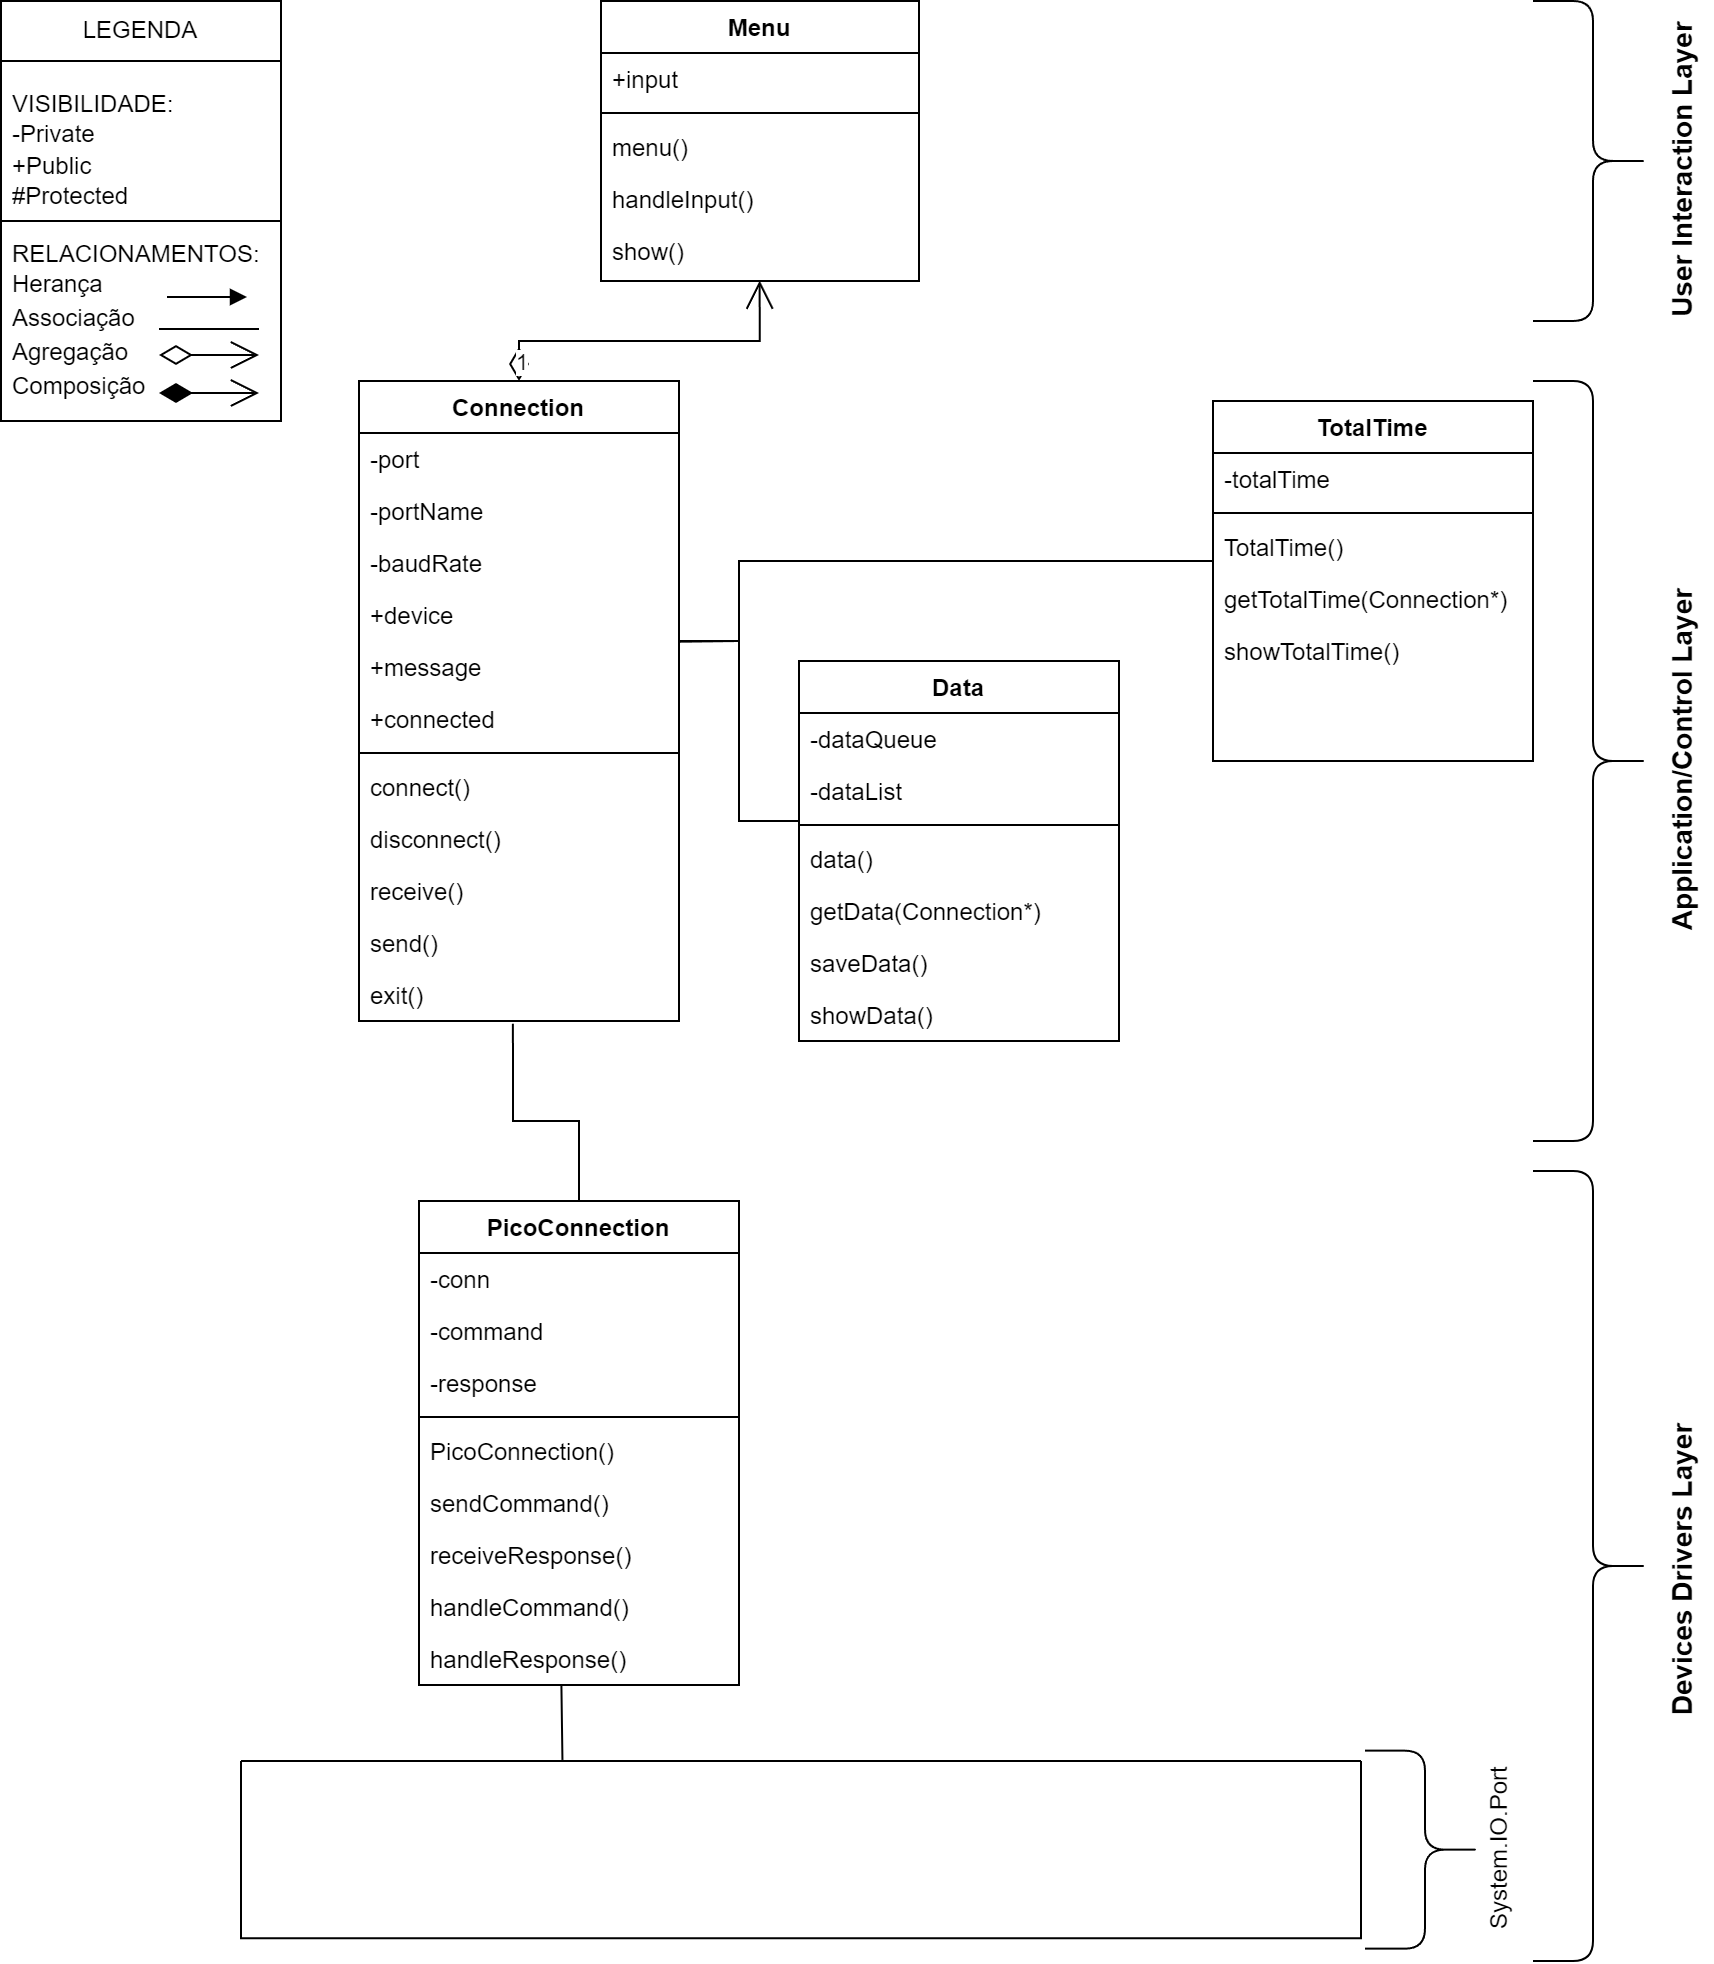 LEGENDA
VISIBILIDADE:
-Private
+Public
#Protected
RELACIONAMENTOS:
Herança
Associação
Agregação
Composição
Menu
+input
menu()
handleInput()
show()
User Interaction Layer
1
Connection
-port
-portName
-baudRate
+device
+message
+connected
connect()
disconnect()
receive()
send()
exit()
TotalTime
-totalTime
TotalTime()
getTotalTime(Connection*)
showTotalTime()
Data
-dataQueue
-dataList
data()
getData(Connection*)
saveData()
showData()
Application/Control Layer
PicoConnection
-conn
-command
-response
PicoConnection()
sendCommand()
receiveResponse()
handleCommand()
handleResponse()
Devices Drivers Layer
System.IO.Port